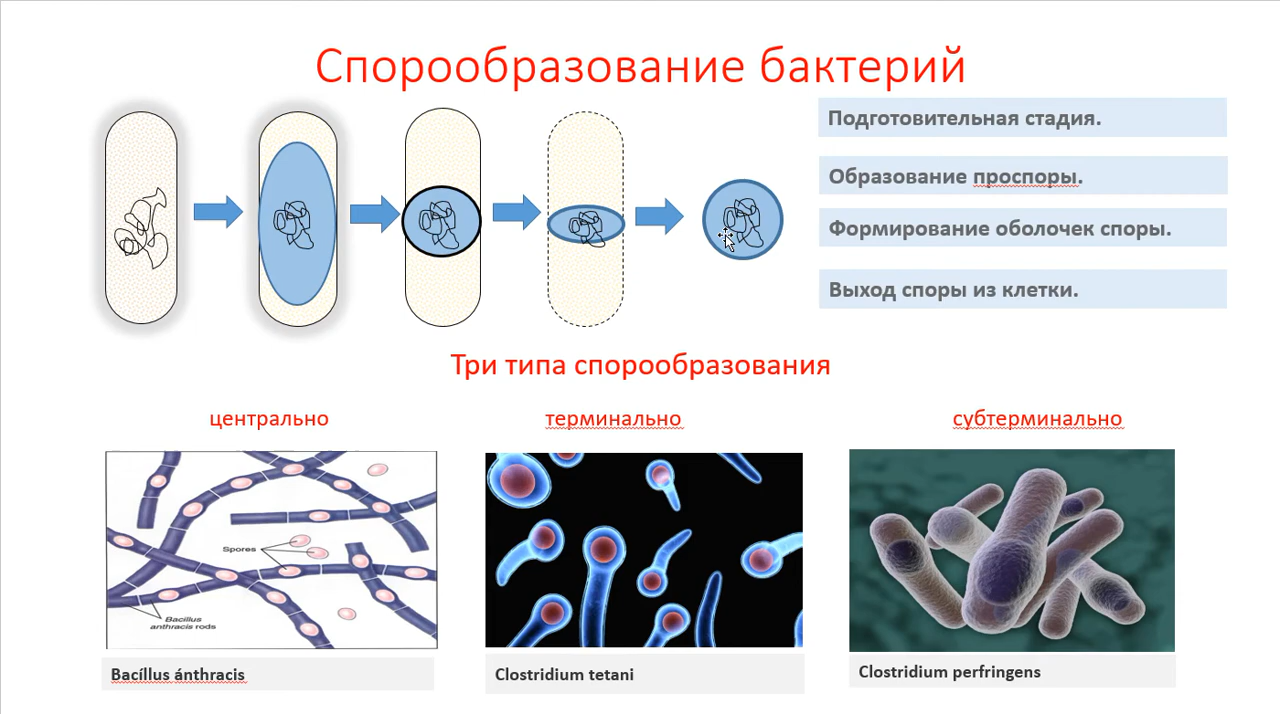 Спорообразование бактерий
Подготовительная стадия.
Образование проспоры.
Формирование оболочек споры.
Выход споры из клетки.
Три типа спорообразования
центрально
терминально
субтерминально
Spores
Bacillus
anthracis rods
Bacíllus ánthracis
Clostridium tetani
Clostridium perfringens